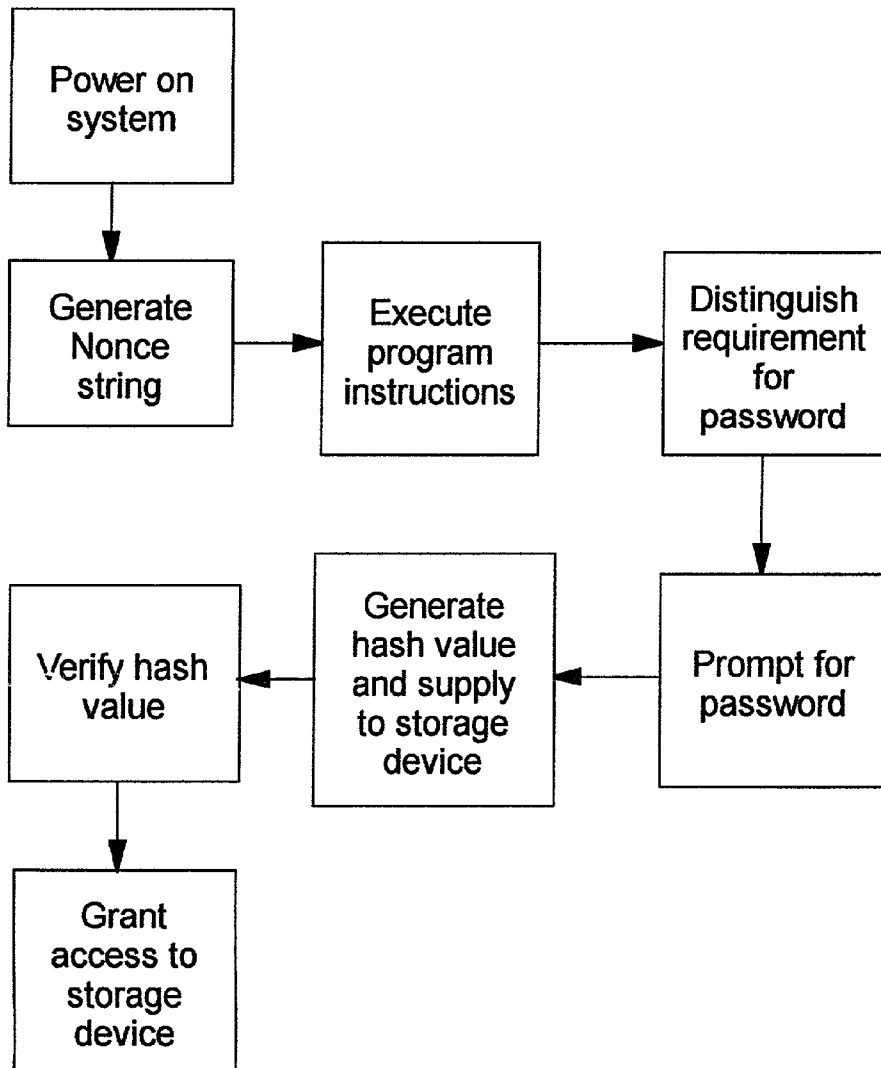 Power on
system
Generate
Nonce
string
Execute
program
instructions
Distinguish
requirement
for
password
Prompt for
password
Generate
hash value
and supply
to storage
device
Verify hash
value
Grant
access to
storage
device